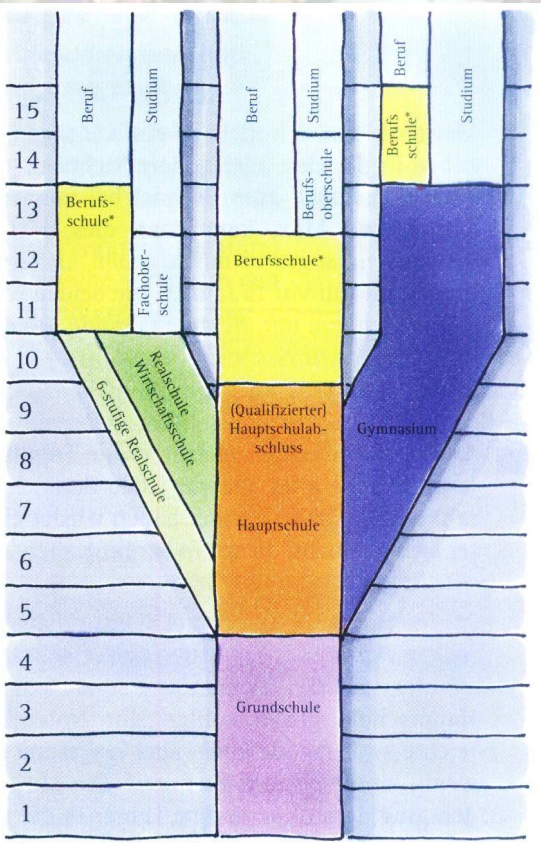 Beruf
Studium
Beruf
Studium
Beruf
Studium
15
Berufs
schule*
14
Berufs-
oberschule
13
Berufs-
schule*
12
Berufsschule*
Fachober-
schule
11
10
Realschule
Wirtschaftsschule
6-stufige Realschule
9
(Qualifizierter)
Hauptschulab-
schluss
Gymnasium
8
7
Hauptschule
6
5
4
3
Grundschule
2
1